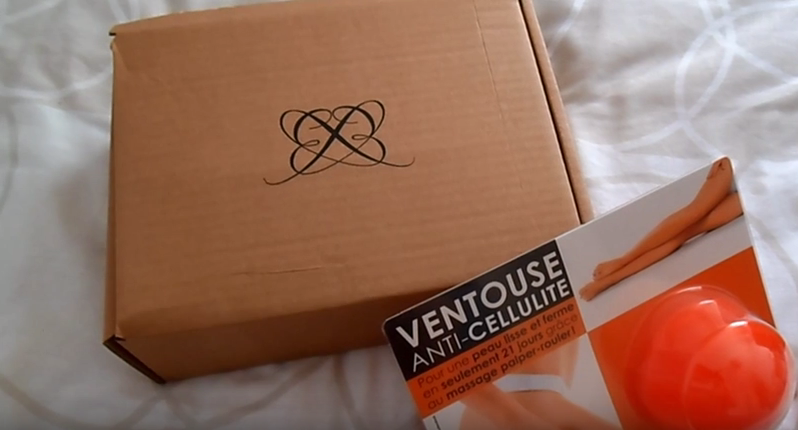 VENTOUSE
ANTI-CELLULITE
Pour une peau lisse et ferme
en seulement 21 jours grâce
au massage palper-rouler!